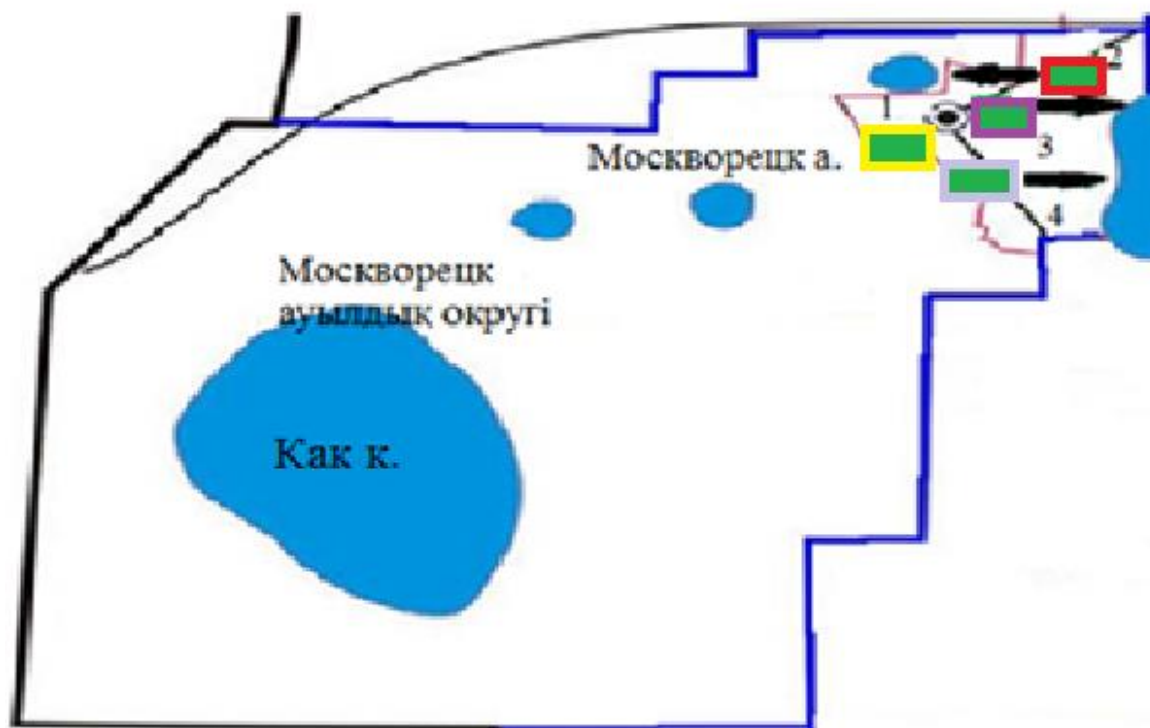 2
1
3
Москворецк а.
4
Москворецк
ауылдық округі
Как к.